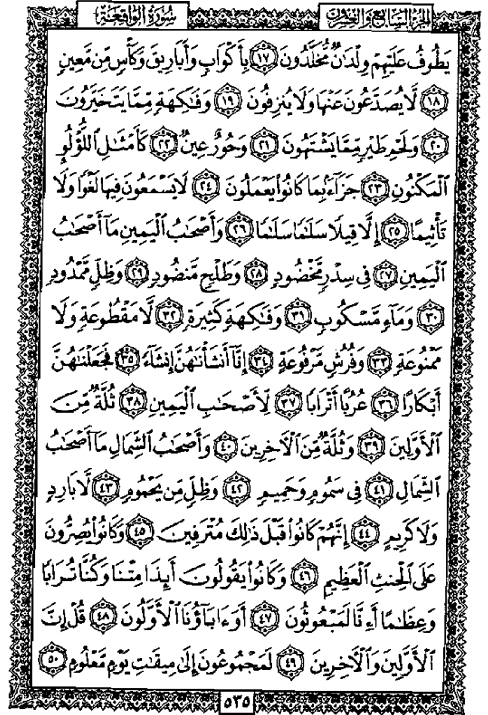 الجزء السابع والعشرون سورة الواقعة
يَطُوفُ عَلَيْهِمْ وِلْدَٰنٌ مُّخَلَّدُونَ ١٧ بِأَكْوَابٍ وَأَبَارِيقَ وَكَأْسٍ مِّن مَّعِينٍ
١٨ لَّا يُصَدَّعُونَ عَنْهَا وَلَا يُنزِفُونَ ١٩ وَفَٰكِهَةٍ مِّمَّا يَتَخَيَّرُونَ
٢٠ وَلَحْمِ طَيْرٍ مِّمَّا يَشْتَهُونَ ٢١ وَحُورٌ عِينٌ ٢٢ كَأَمْثَٰلِ اللُّؤْلُوِٕ
الْمَكْنُونِ ٢٣ جَزَآءً بِمَا كَانُوا۟ يَعْمَلُونَ ٢٤ لَا يَسْمَعُونَ فِيهَا لَغْوًا وَلَا
تَأْثِيمًا ٢٥ إِلَّا قِيلًا سَلَٰمًا سَلَٰمًا ٢٦ وَأَصْحَٰبُ الْيَمِينِ مَآ أَصْحَٰبُ
الْيَمِينِ ٢٧ فِى سِدْرٍ مَّخْضُودٍ ٢٨ وَطَلْحٍ مَّنضُودٍ ٢٩ وَظِلٍّ مَّمْدُودٍ
٣٠ وَمَآءٍ مَّسْكُوبٍ ٣١ وَفَٰكِهَةٍ كَثِيرَةٍ ٣٢ لَّا مَقْطُوعَةٍ وَلَا
مَمْنُوعَةٍ ٣٣ وَفُرُشٍ مَّرْفُوعَةٍ ٣٤ إِنَّآ أَنشَأْنَٰهُنَّ إِنشَآءً ٣٥ فَجَعَلْنَٰهُنَّ
أَبْكَارًا ٣٦ عُرُبًا أَتْرَابًا ٣٧ لِّأَصْحَٰبِ الْيَمِينِ ٣٨ ثُلَّةٌ مِّنَ
الْأَوَّلِينَ ٣٩ وَثُلَّةٌ مِّنَ الْءَاخِرِينَ ٤٠ وَأَصْحَٰبُ الشِّمَالِ مَآ أَصْحَٰبُ
الشِّمَالِ ٤١ فِى سَمُومٍ وَحَمِيمٍ ٤٢ وَظِلٍّ مِّن يَحْمُومٍ ٤٣ لَّا بَارِدٍ
وَلَا كَرِيمٍ ٤٤ إِنَّهُمْ كَانُوا۟ قَبْلَ ذَٰلِكَ مُتْرَفِينَ ٤٥ وَكَانُوا۟ يُصِرُّونَ
عَلَى الْحِنثِ الْعَظِيمِ ٤٦ وَكَانُوا۟ يَقُولُونَ أَئِذَا مِتْنَا وَكُنَّا تُرَابًا
وَعِظَٰمًا أَءِنَّا لَمَبْعُوثُونَ ٤٧ أَوَءَابَآؤُنَا الْأَوَّلُونَ ٤٨ قُلْ إِنَّ
الْأَوَّلِينَ وَالْءَاخِرِينَ ٤٩ لَمَجْمُوعُونَ إِلَىٰ مِيقَٰتِ يَوْمٍ مَّعْلُومٍ ٥٠
٥٣٥